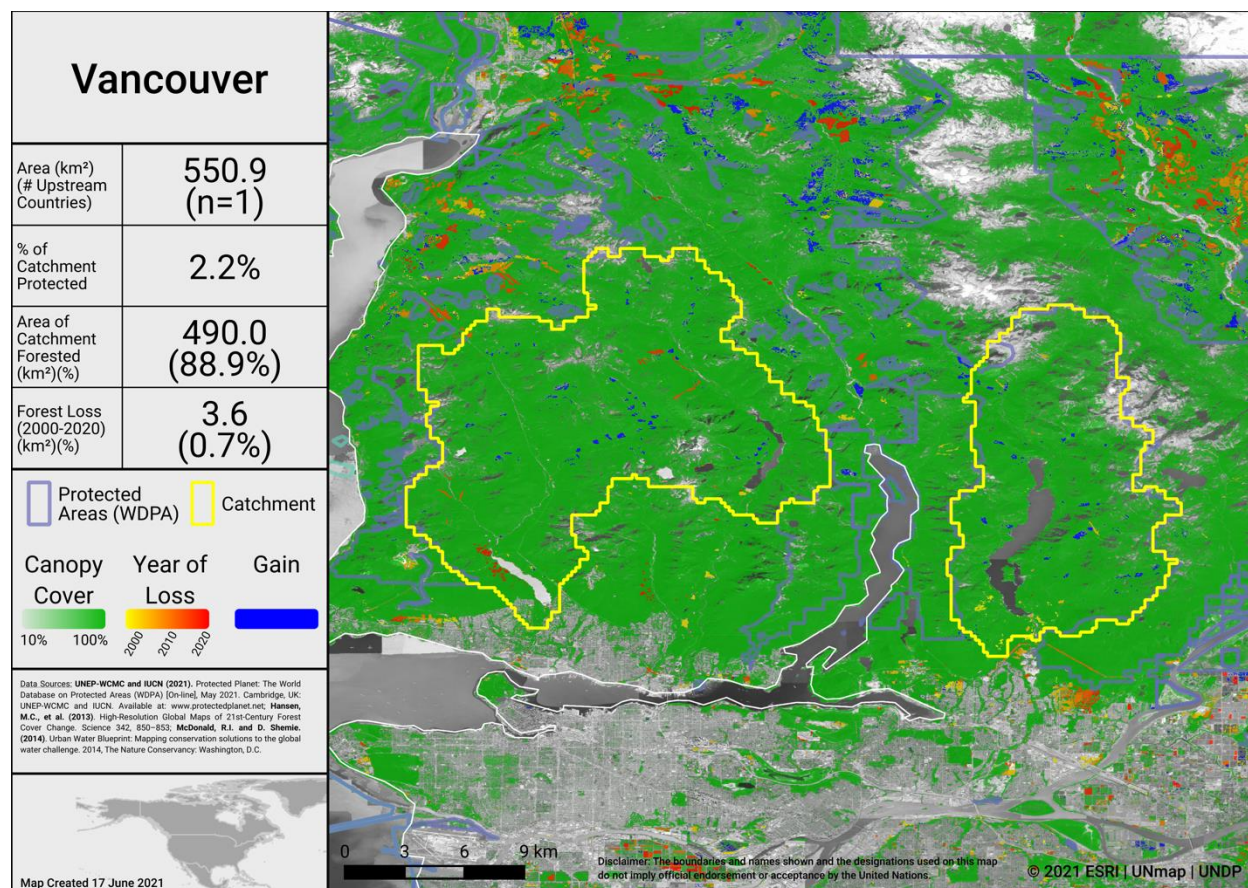 Vancouver
Area (km²)
(# Upstream
Countries)
550.9
(n=1)
% of
Catchment
Protected
2.2%
Area of
Catchment
Forested
(km²)(%)
490.0
(88.9%)
Forest Loss
(2000-2020)
(km²)(%)
3.6
(0.7%)
Protected
Areas (WDPA)
Catchment
Canopy
Cover
Year of
Loss
Gain
10% 100%
2000 2010 2020
Data Sources: UNEP-WCMC and IUCN (2021). Protected Planet: The World
Database on Protected Areas (WDPA) [On-line], May 2021. Cambridge, UK:
UNEP-WCMC and IUCN. Available at: www.protectedplanet.net; Hansen,
M.C., et al. (2013). High-Resolution Global Maps of 21st-Century Forest
Cover Change. Science 342, 850–853; McDonald, R.I. and D. Shemie.
(2014). Urban Water Blueprint: Mapping conservation solutions to the global
water challenge. 2014, The Nature Conservancy: Washington, D.C.
Map Created 17 June 2021
0 3 6 9 km
Disclaimer: The boundaries and names shown and the designations used on this map
do not imply official endorsement or acceptance by the United Nations.
© 2021 ESRI | UNmap | UNDP